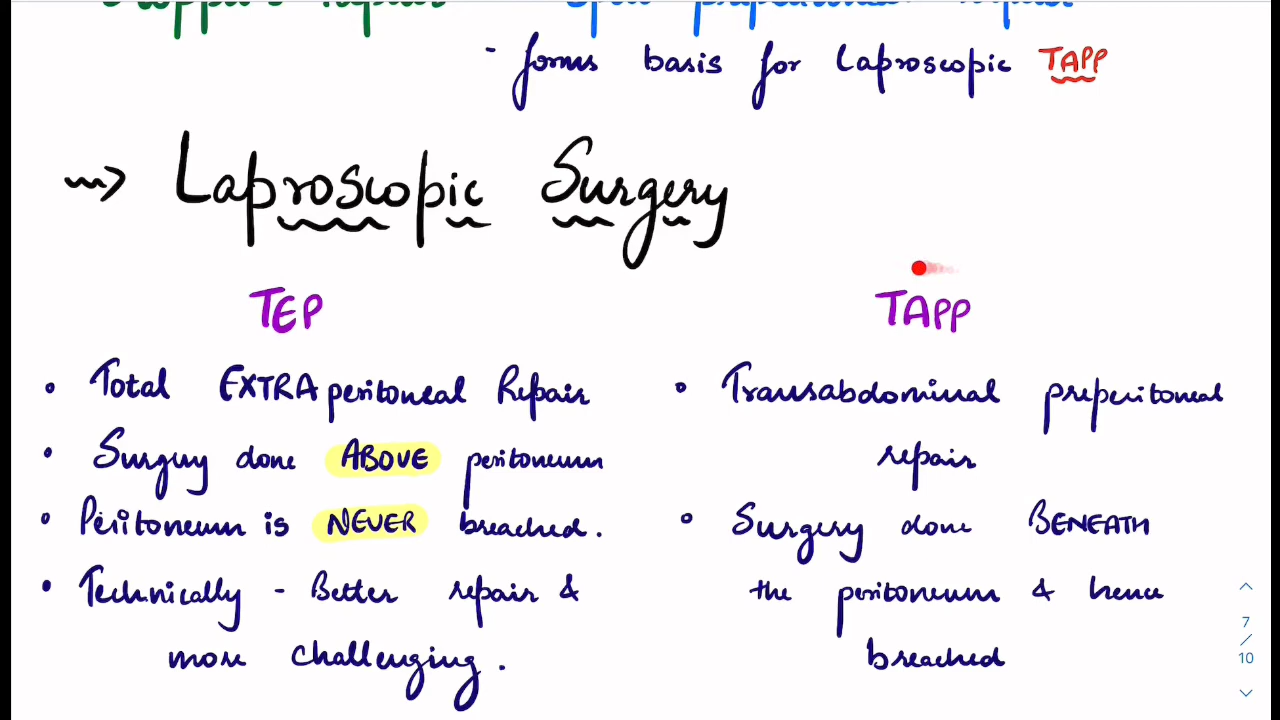 - forms basis for Laproscopic TAPP
⇝ Laproscopic Surgery
TEP
• Total EXTRAperitoneal Repair
• Surgery done ABOVE peritoneum
• Peritoneum is NEVER breached.
• Technically - Better repair &
more challenging.
TAPP
• Transabdominal preperitoneal
repair
• Surgery done BENEATH
the peritoneum & hence
breached
7
/
10